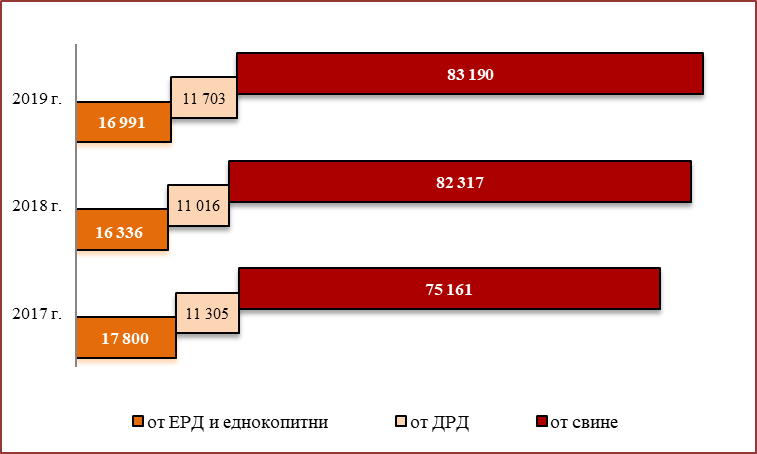 83 190
2019 г.
11 703
16 991
82 317
2018 г.
11 016
16 336
75 161
2017 г.
11 305
17 800
от ЕРД и еднокопитни
от ДРД
от свине